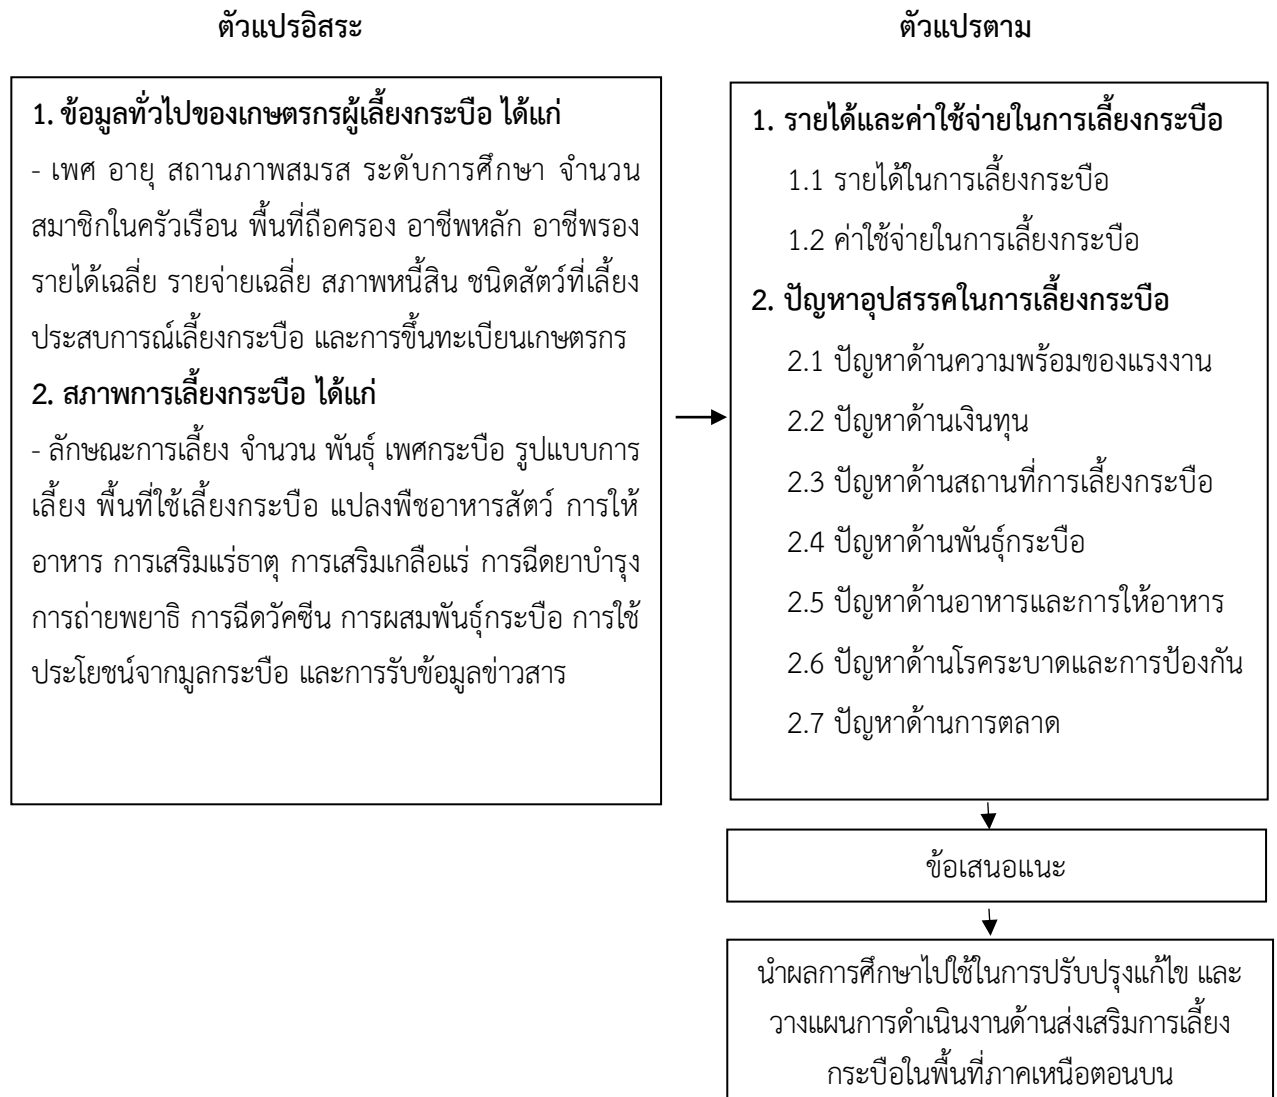 ตัวแปรอิสระ
ตัวแปรตาม
1. ข้อมูลทั่วไปของเกษตรกรผู้เลี้ยงกระบือ ได้แก่
- เพศ อายุ สถานภาพสมรส ระดับการศึกษา จำนวน
สมาชิกในครัวเรือน พื้นที่ถือครอง อาชีพหลัก อาชีพรอง
รายได้เฉลี่ย รายจ่ายเฉลี่ย สภาพหนี้สิน ชนิดสัตว์ที่เลี้ยง
ประสบการณ์เลี้ยงกระบือ และการขึ้นทะเบียนเกษตรกร
2. สภาพการเลี้ยงกระบือ ได้แก่
- ลักษณะการเลี้ยง จำนวน พันธุ์ เพศกระบือ รูปแบบการ
เลี้ยง พื้นที่ใช้เลี้ยงกระบือ แปลงพืชอาหารสัตว์ การให้
อาหาร การเสริมแร่ธาตุ การเสริมเกลือแร่ การฉีดยาบำรุง
การถ่ายพยาธิ การฉีดวัคซีน การผสมพันธุ์กระบือ การใช้
ประโยชน์จากมูลกระบือ และการรับข้อมูลข่าวสาร
1. รายได้และค่าใช้จ่ายในการเลี้ยงกระบือ
1.1 รายได้ในการเลี้ยงกระบือ
1.2 ค่าใช้จ่ายในการเลี้ยงกระบือ
2. ปัญหาอุปสรรคในการเลี้ยงกระบือ
2.1 ปัญหาด้านความพร้อมของแรงงาน
2.2 ปัญหาด้านเงินทุน
2.3 ปัญหาด้านสถานที่การเลี้ยงกระบือ
2.4 ปัญหาด้านพันธุ์กระบือ
2.5 ปัญหาด้านอาหารและการให้อาหาร
2.6 ปัญหาด้านโรคระบาดและการป้องกัน
2.7 ปัญหาด้านการตลาด
ข้อเสนอแนะ
นำผลการศึกษาไปใช้ในการปรับปรุงแก้ไข และ
วางแผนการดำเนินงานด้านส่งเสริมการเลี้ยง
กระบือในพื้นที่ภาคเหนือตอนบน